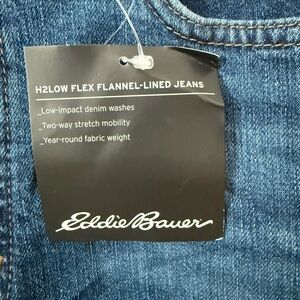 H2LOW FLEX FLANNEL-LINED JEANS
_Low-impact denim washes
_Two-way stretch mobility
_Year-round fabric weight
Eddie Bauer